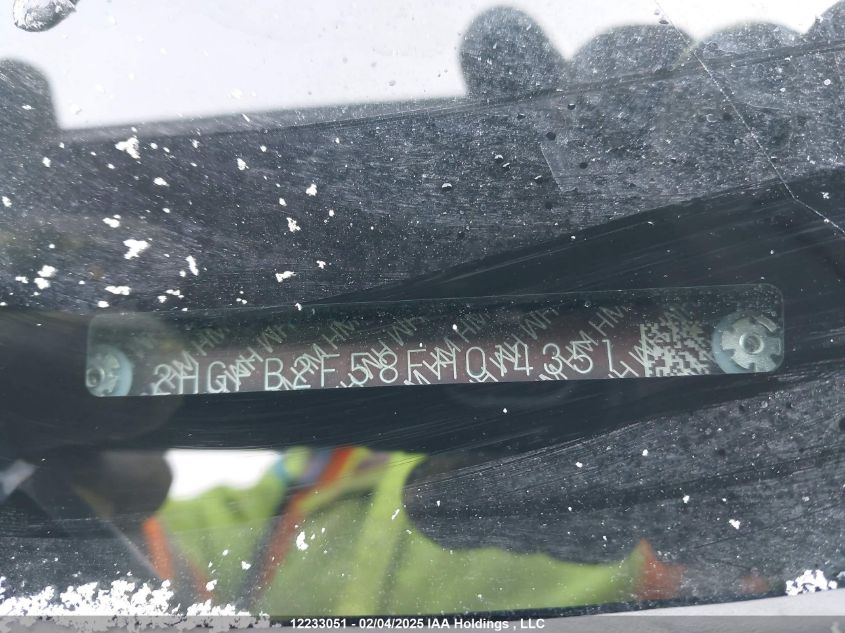 2HGFB2F58FH014351
12233051 - 02/04/2025 IAA Holdings , LLC